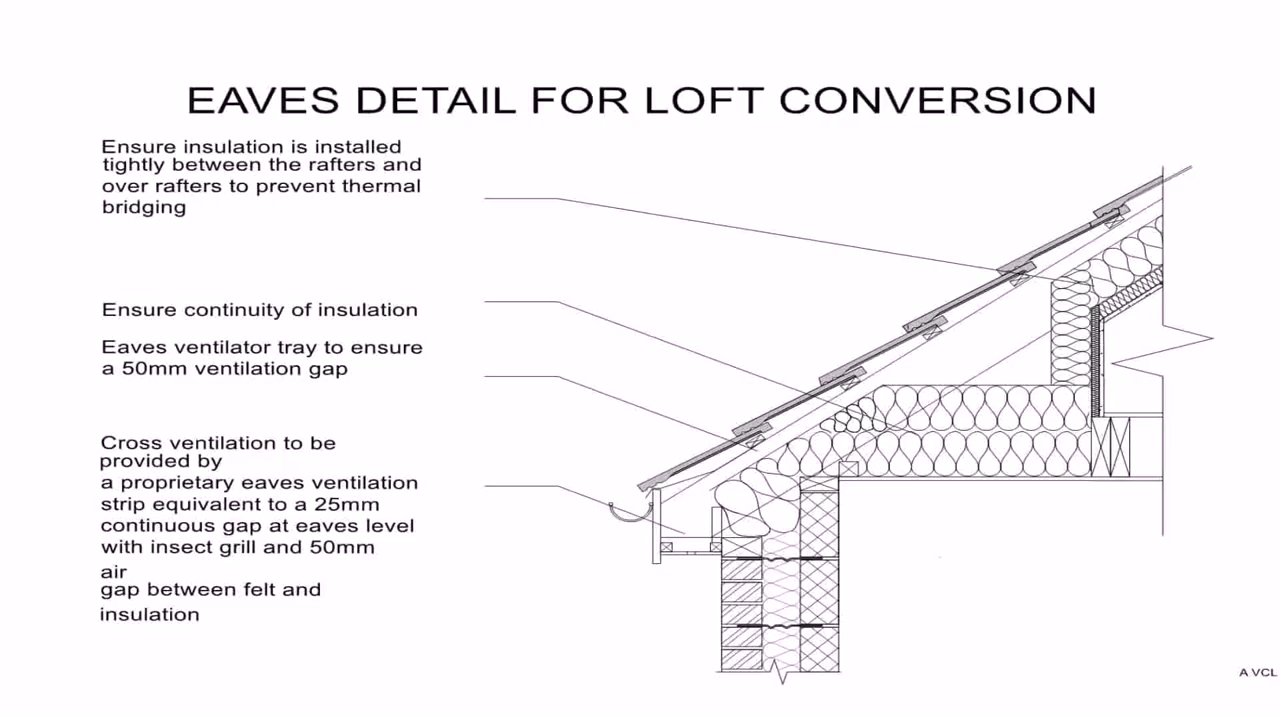 EAVES DETAIL FOR LOFT CONVERSION
Ensure insulation is installed
tightly between the rafters and
over rafters to prevent thermal
bridging
Ensure continuity of insulation
Eaves ventilator tray to ensure
a 50mm ventilation gap
Cross ventilation to be
provided by
a proprietary eaves ventilation
strip equivalent to a 25mm
continuous gap at eaves level
with insect grill and 50mm
air
gap between felt and
insulation
A VCL